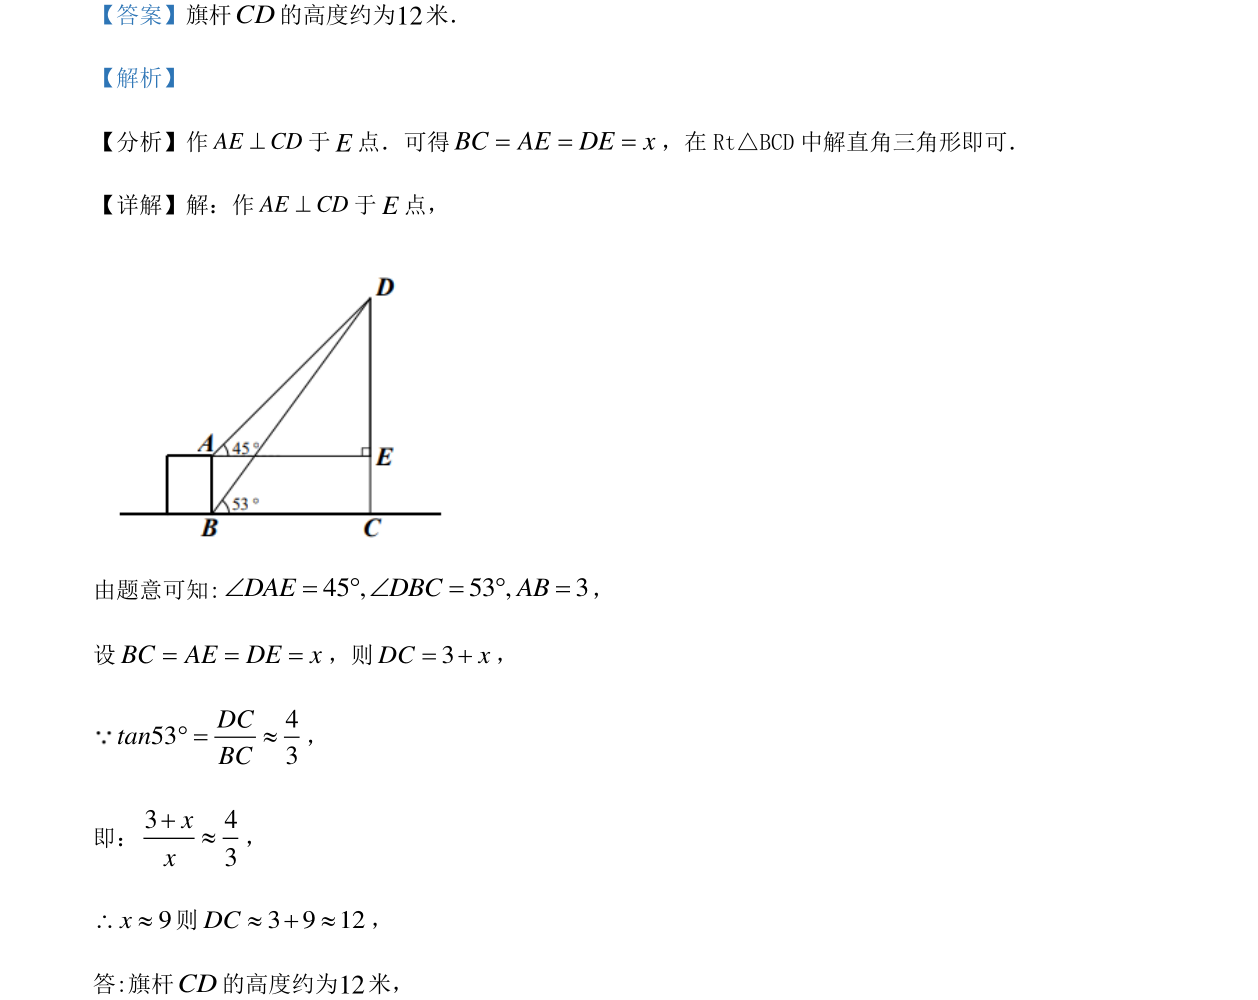 【答案】旗杆CD的高度约为12米．
【解析】
【分析】作AE⊥CD于E点．可得BC=AE=DE=x，在Rt△BCD中解直角三角形即可．
【详解】解：作AE⊥CD于E点，
D
A 45°
E
53°
B C
由题意可知：∠DAE=45°,∠DBC=53°,AB=3，
设BC=AE=DE=x，则DC=3+x，
∵tan53°=DC/BC≈4/3，
即：(3+x)/x≈4/3，
∴x≈9则DC≈3+9≈12，
答:旗杆CD的高度约为12米，